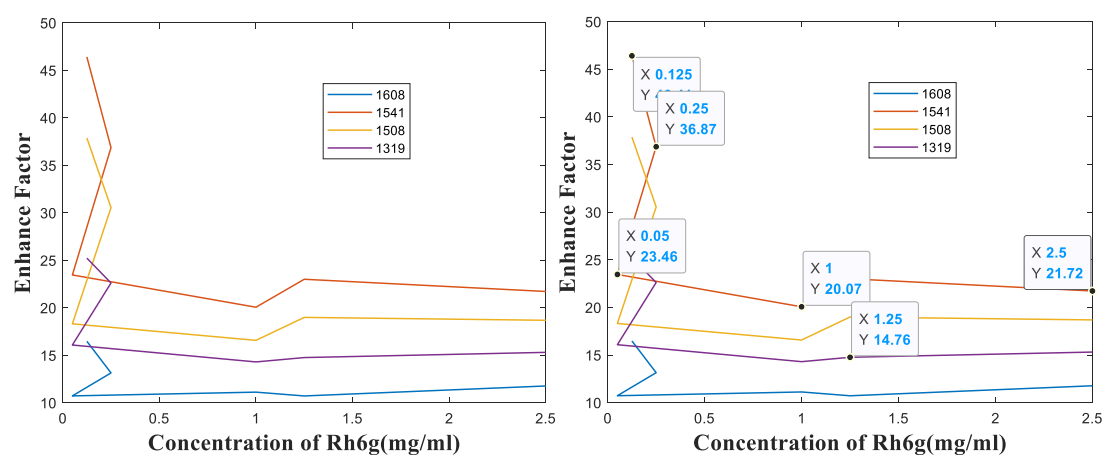 50
45
40
35
30
25
20
15
10
Enhance Factor
0
0.5
1
1.5
2
2.5
Concentration of Rh6g(mg/ml)
1608
1541
1508
1319
50
45
40
35
30
25
20
15
10
Enhance Factor
0
0.5
1
1.5
2
2.5
Concentration of Rh6g(mg/ml)
1608
1541
1508
1319
X 0.125
Y
X 0.25
Y 36.87
X 0.05
Y 23.46
X 1
Y 20.07
X 1.25
Y 14.76
X 2.5
Y 21.72